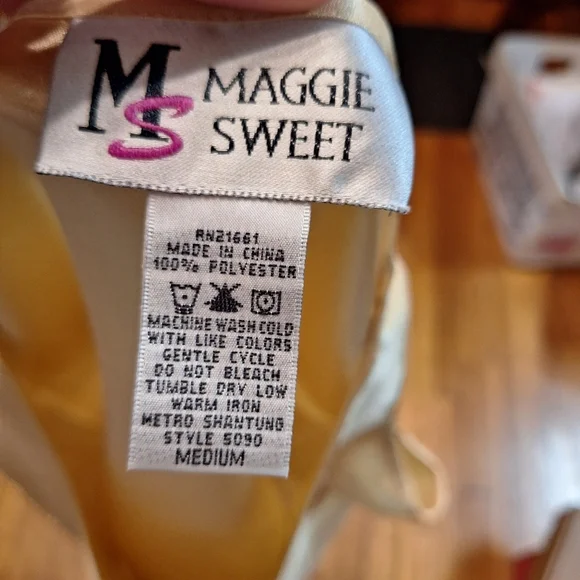 MS MAGGIE
SWEET
RN21661
MADE IN CHINA
100% POLYESTER
MACHINE WASH COLD
WITH LIKE COLORS
GENTLE CYCLE
DO NOT BLEACH
TUMBLE DRY LOW
WARM IRON
METRO SHANTUNG
STYLE 5090
MEDIUM